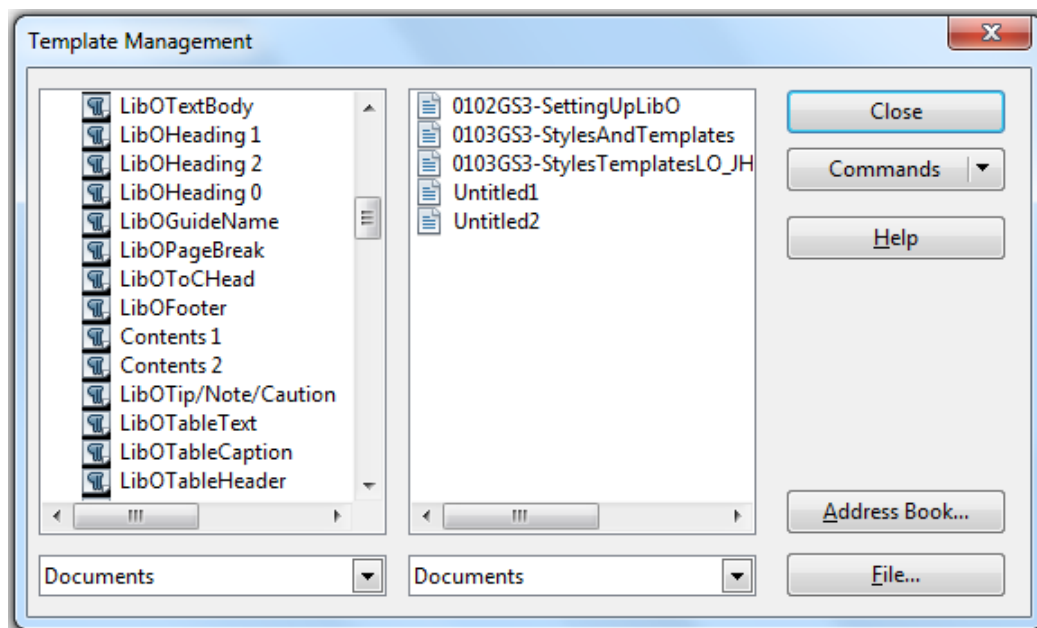 Template Management
LibOTextBody
LibOHeading 1
LibOHeading 2
LibOHeading 0
LibOGuideName
LibOPageBreak
LibOToCHead
LibOFooter
Contents 1
Contents 2
LibOTip/Note/Caution
LibOTableText
LibOTableCaption
LibOTableHeader
Documents
0102GS3-SettingUpLibO
0103GS3-StylesAndTemplates
0103GS3-StylesTemplatesLO_JH
Untitled1
Untitled2
Documents
Close
Commands
Help
Address Book...
File...